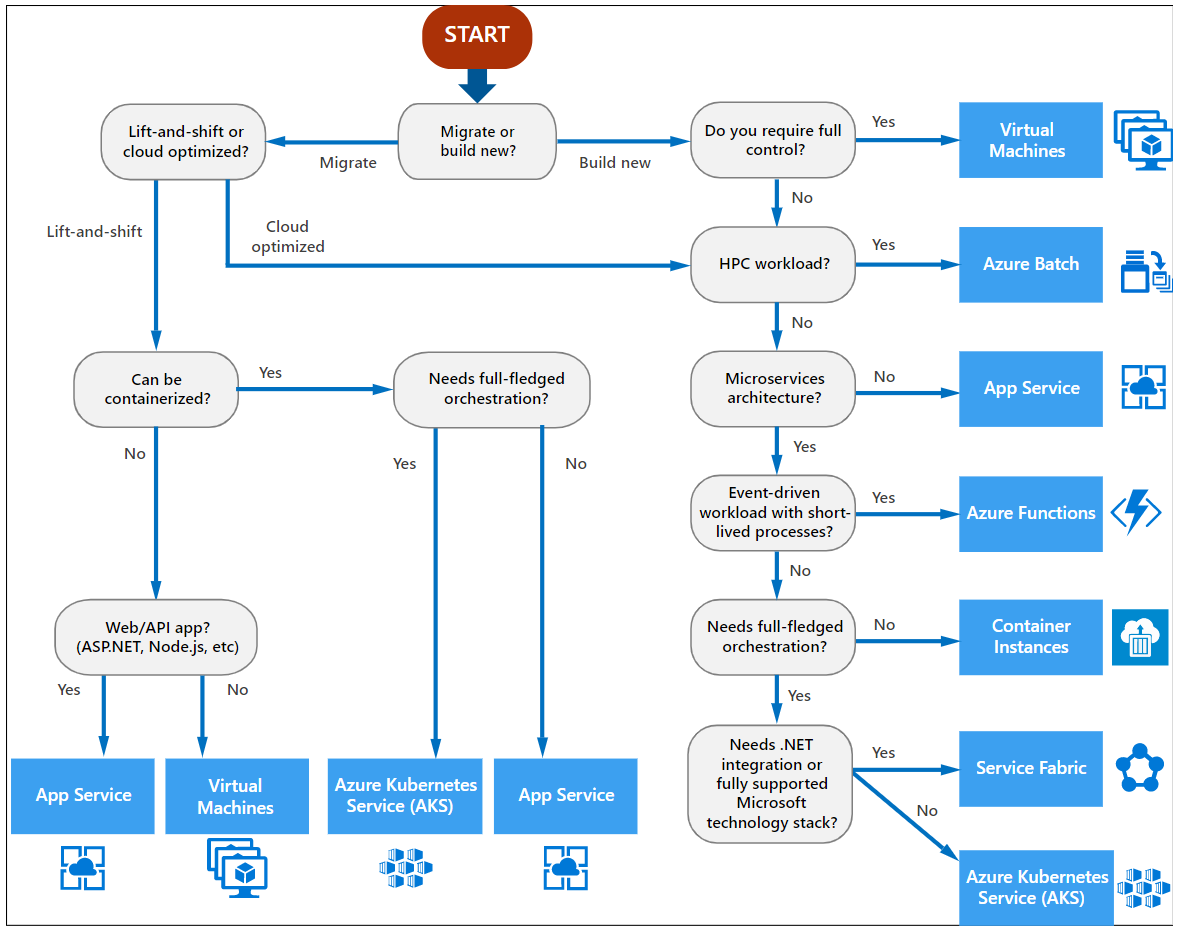 START
Lift-and-shift or
cloud optimized?
Migrate or
build new?
Do you require full
control?
Yes
Virtual
Machines
Migrate
Build new
No
Lift-and-shift
Cloud
optimized
HPC workload?
Yes
Azure Batch
No
Can be
containerized?
Yes
Needs full-fledged
orchestration?
Microservices
architecture?
No
App Service
No
Yes
No
Yes
Event-driven
workload with short-
lived processes?
Yes
Azure Functions
No
Web/API app?
(ASP.NET, Node.js, etc)
Needs full-fledged
orchestration?
No
Container
Instances
Yes
No
Yes
App Service
Virtual
Machines
Azure Kubernetes
Service (AKS)
App Service
Needs .NET
integration or
fully supported
Microsoft
technology stack?
Yes
Service Fabric
No
Azure Kubernetes
Service (AKS)